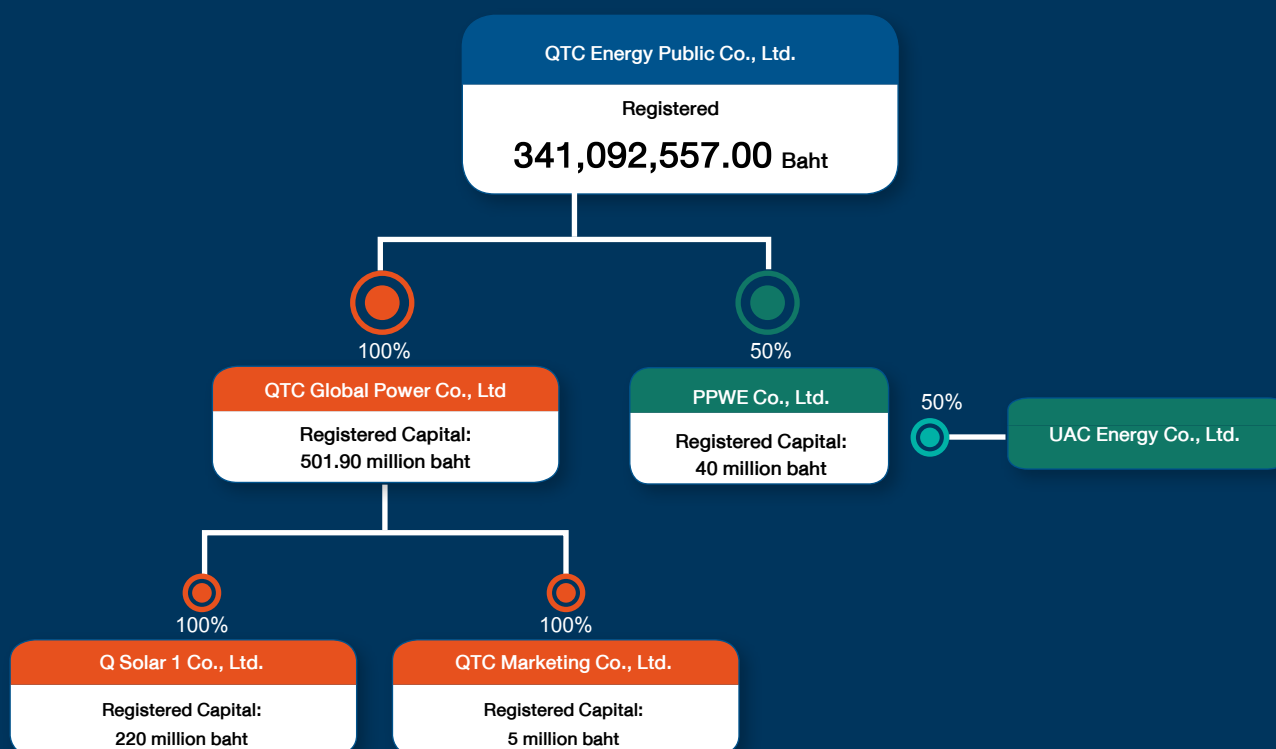 QTC Energy Public Co., Ltd.
Registered
341,092,557.00 Baht
100%
50%
QTC Global Power Co., Ltd
Registered Capital:
501.90 million baht
PPWE Co., Ltd.
Registered Capital:
40 million baht
50%
UAC Energy Co., Ltd.
100%
100%
Q Solar 1 Co., Ltd.
Registered Capital:
220 million baht
QTC Marketing Co., Ltd.
Registered Capital:
5 million baht